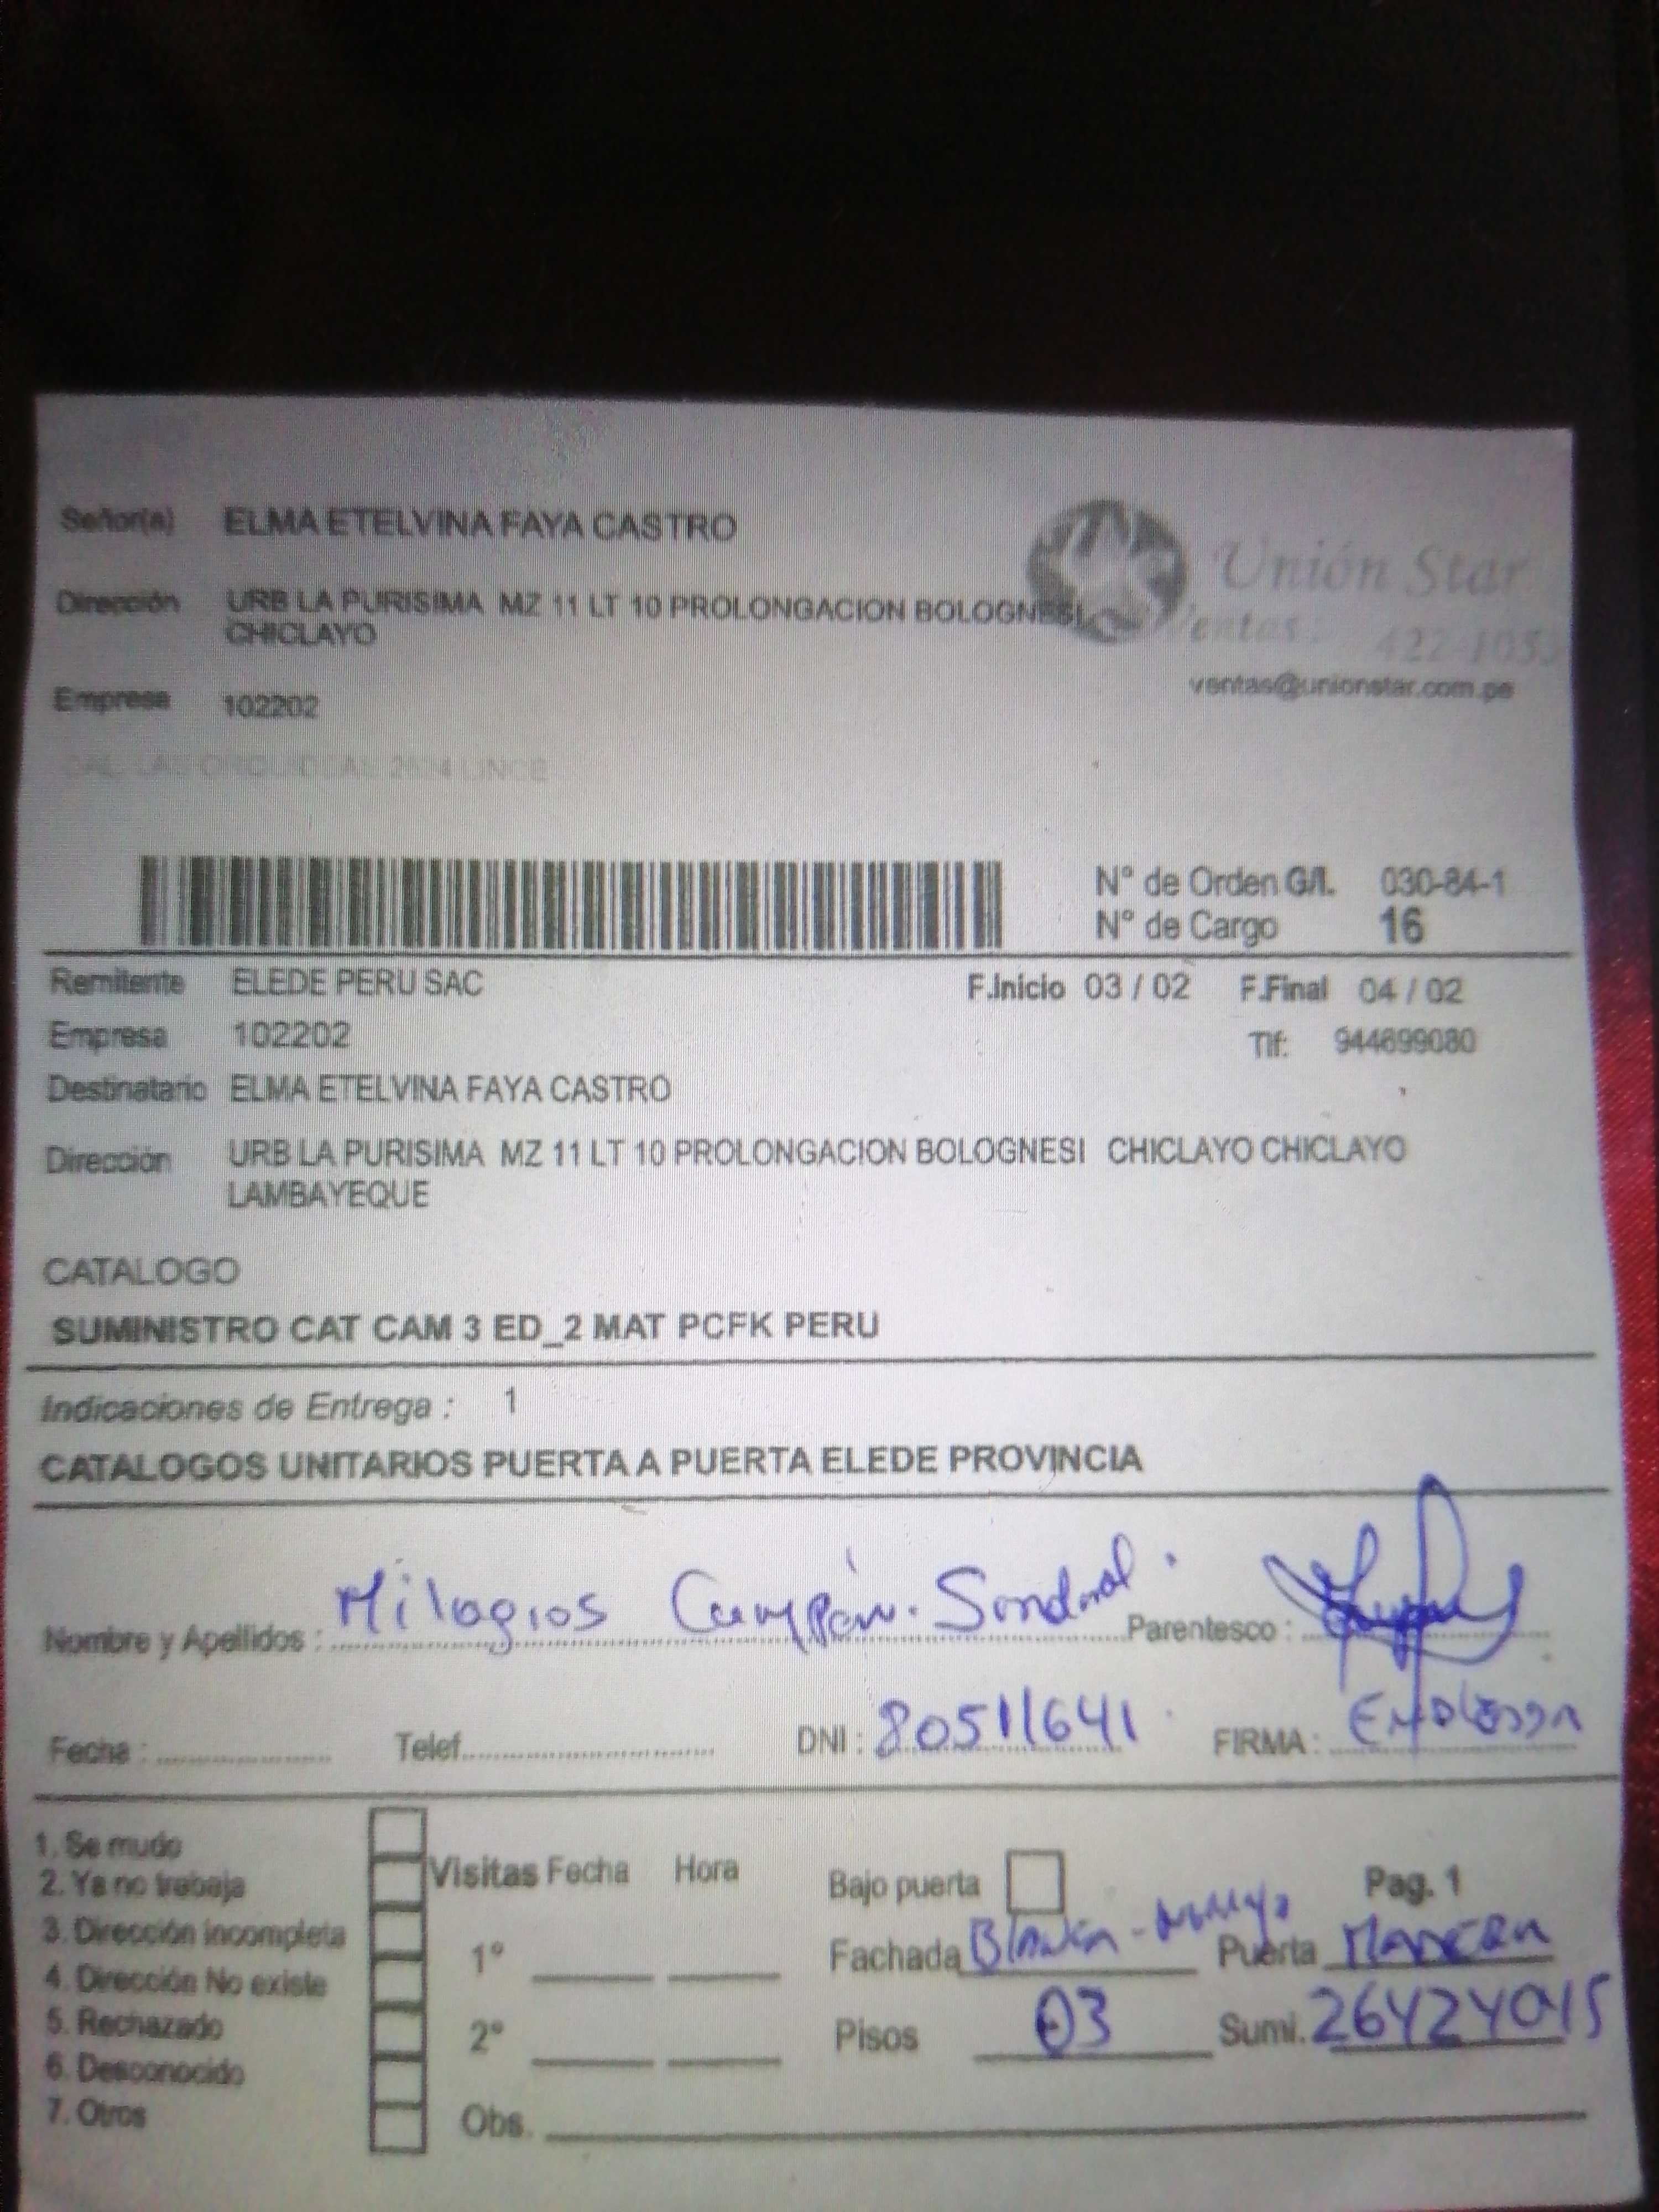 Señor(a) ELMA ETELVINA FAYA CASTRO
Unión Star
Dirección URB LA PURISIMA MZ 11 LT 10 PROLONGACION BOLOGNESI
CHICLAYO
Ventas: 422-1053
ventas@unionstar.com.pe
Empresa 102202
N° de Orden G/I. 030-84-1
N° de Cargo 16
Remitente ELEDE PERU SAC F.Inicio 03 / 02 F.Final 04 / 02
Empresa 102202 Tlf: 944699080
Destinatario ELMA ETELVINA FAYA CASTRO
Dirección URB LA PURISIMA MZ 11 LT 10 PROLONGACION BOLOGNESI CHICLAYO CHICLAYO
LAMBAYEQUE
CATALOGO
SUMINISTRO CAT CAM 3 ED_2 MAT PCFK PERU
Indicaciones de Entrega : 1
CATALOGOS UNITARIOS PUERTA A PUERTA ELEDE PROVINCIA
Nombre y Apellidos : Milagros Sandoval Parentesco :
Fecha : Telef. DNI : 80511641 FIRMA :
1. Se mudo
2. Ya no trabaja
3. Dirección incompleta
4. Dirección No existe
5. Rechazado
6. Desconocido
7. Otros
Visitas Fecha Hora
1°
2°
Obs.
Bajo puerta Pag. 1
Fachada Puerta MADERA
Pisos 03 Sumi.